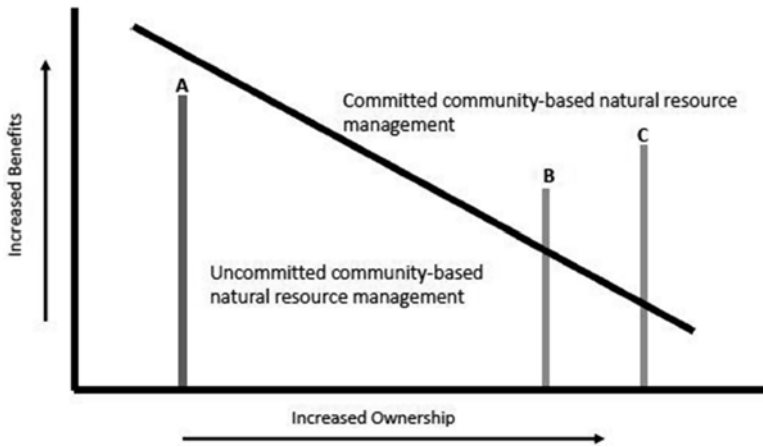 A
Committed community-based natural resource
management
C
B
Increased Benefits
Uncommitted community-based
natural resource management
Increased Ownership